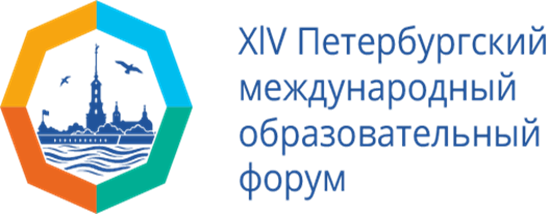 XIV Петербургский
международный
образовательный
форум